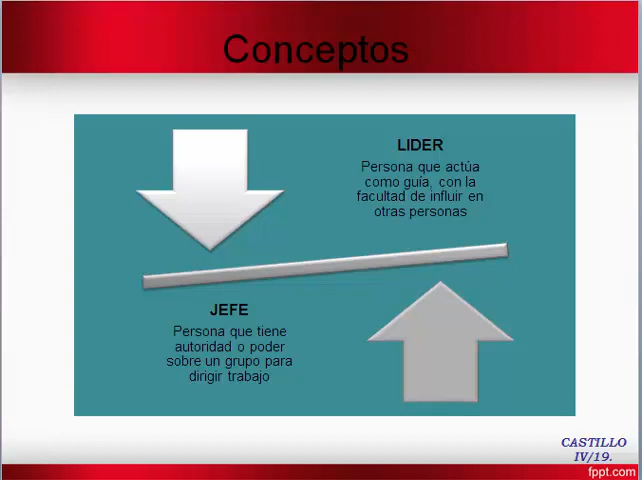 Conceptos
LIDER
Persona que actúa
como guía, con la
facultad de influir en
otras personas
JEFE
Persona que tiene
autoridad o poder
sobre un grupo para
dirigir trabajo
CASTILLO
IV/19.
fppt.com